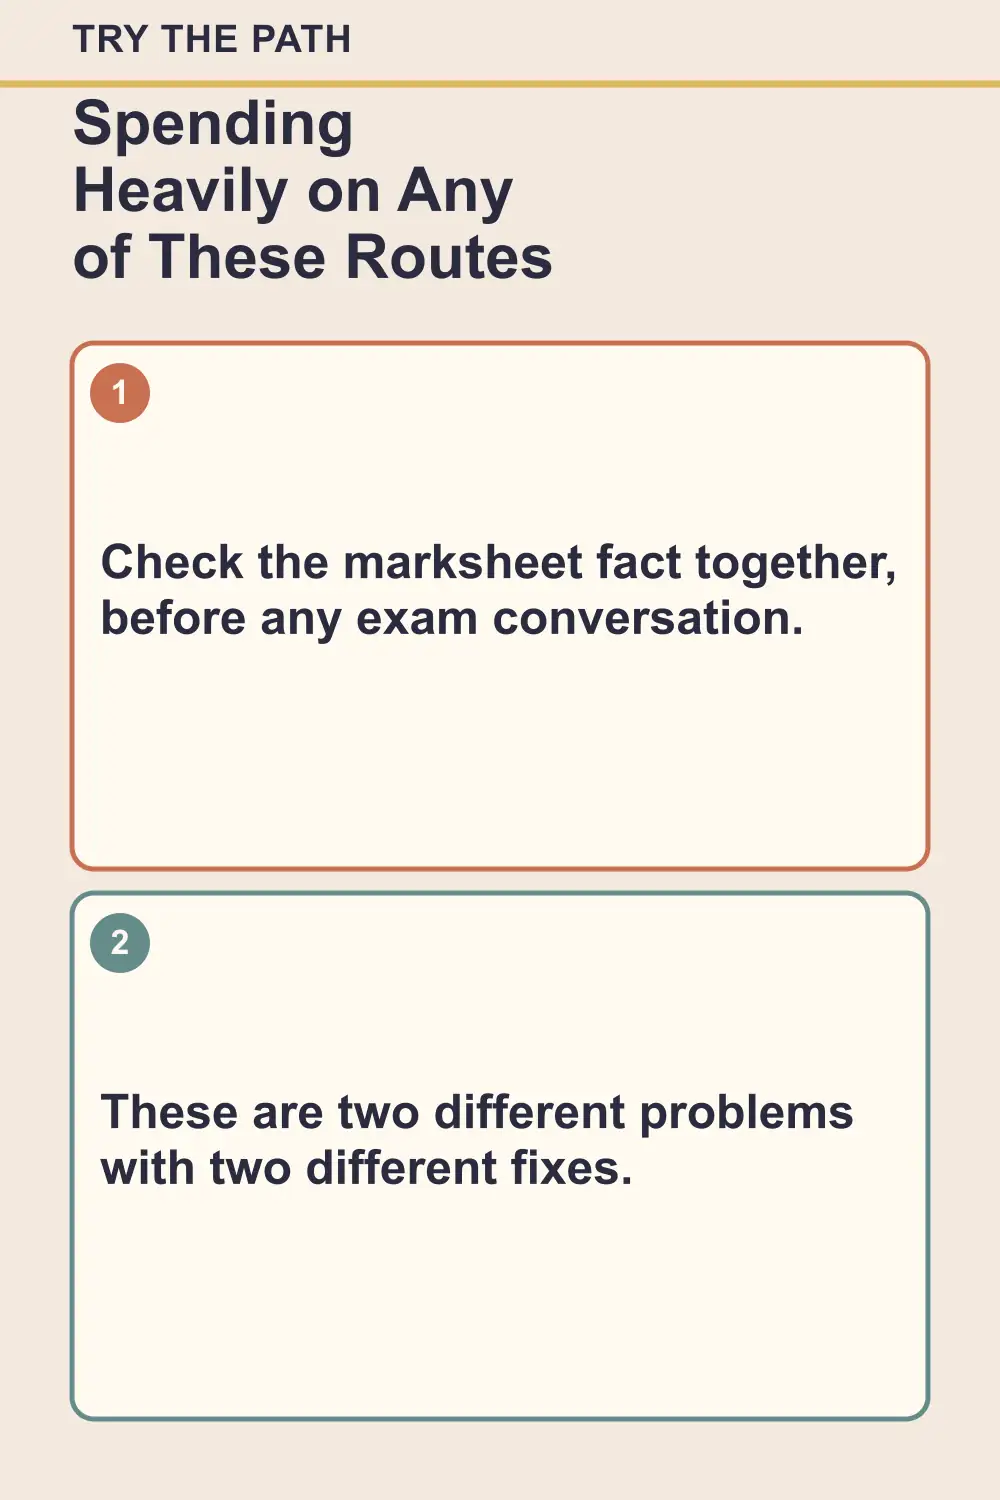 TRY THE PATH
Spending
Heavily on Any
of These Routes
1
Check the marksheet fact together,
before any exam conversation.
2
These are two different problems
with two different fixes.